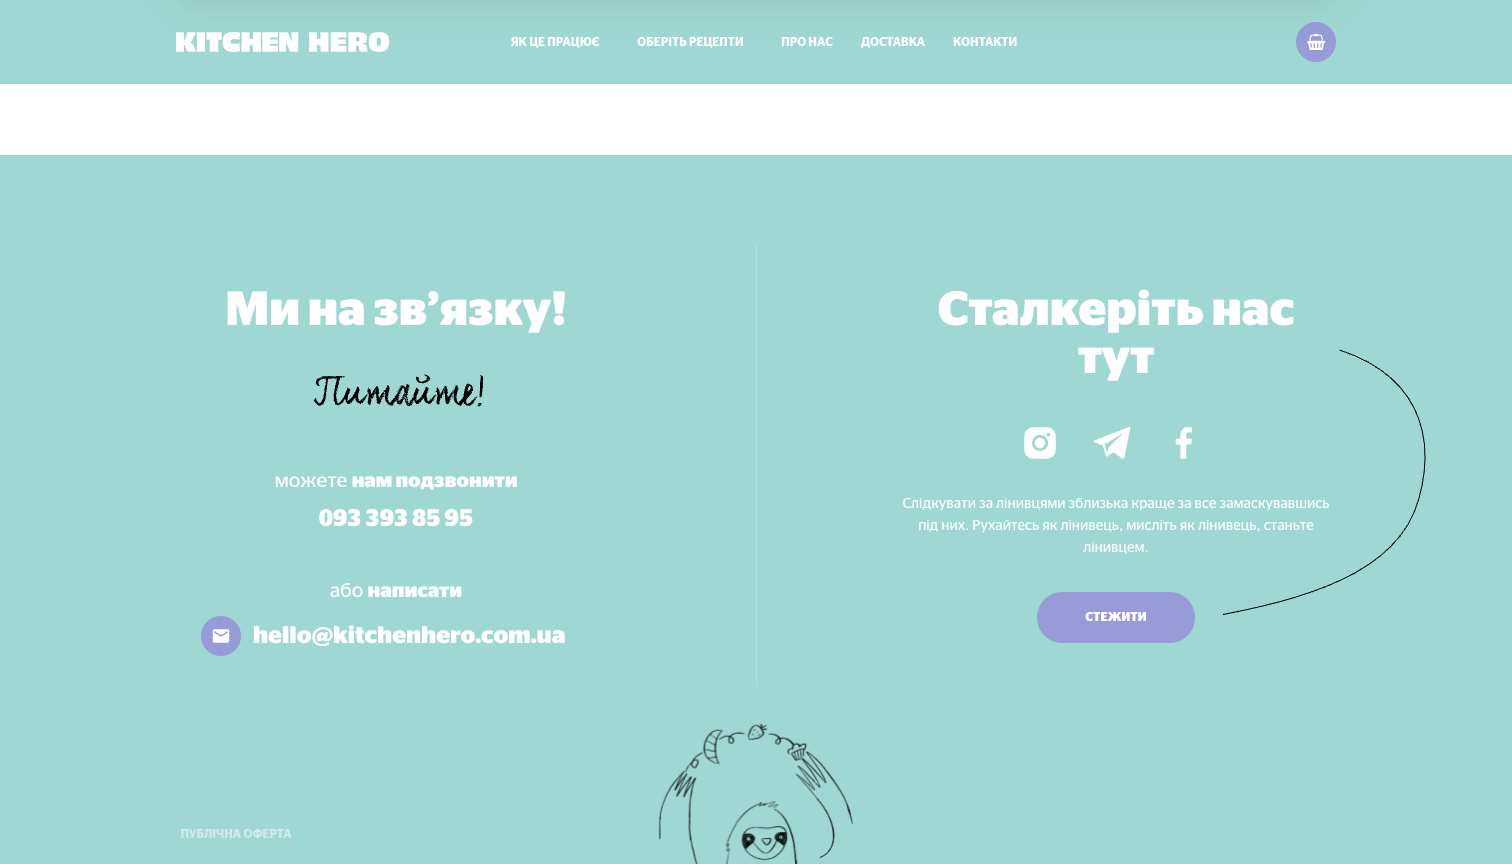 KITCHEN HERO
ЯК ЦЕ ПРАЦЮЄ
ОБЕРІТЬ РЕЦЕПТИ
ПРО НАС
ДОСТАВКА
КОНТАКТИ
Ми на зв’язку!
Питайте!
можете нам подзвонити
093 393 85 95
або написати
hello@kitchenhero.com.ua
Сталкеріть нас
тут
Слідкувати за лінивцями зблизька краще за все замаскувавшись
під них. Рухайтесь як лінивець, мисліть як лінивець, станьте
лінивцем.
СТЕЖИТИ
ПУБЛІЧНА ОФЕРТА